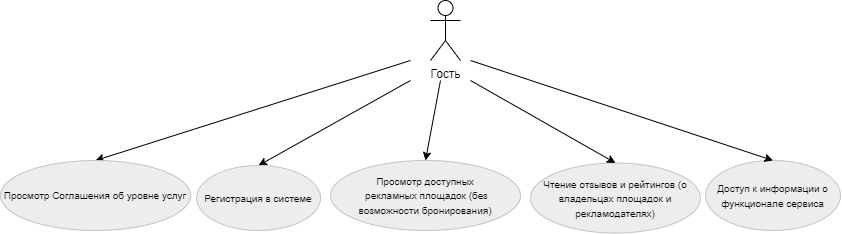 Гость
Просмотр Соглашения об уровне услуг
Регистрация в системе
Просмотр доступных
рекламных площадок (без
возможности бронирования)
Чтение отзывов и рейтингов (о
владельцах площадок и
рекламодателях)
Доступ к информации о
функционале сервиса